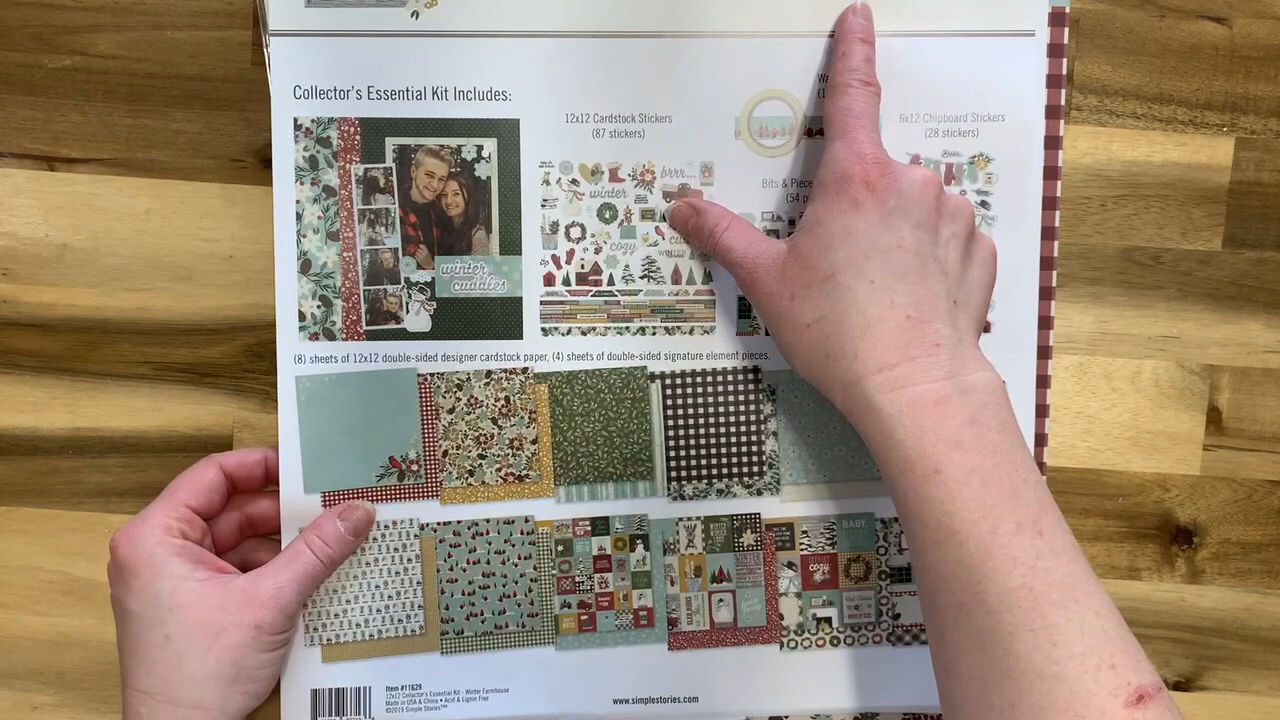 Collector's Essential Kit Includes:
12x12 Cardstock Stickers
(87 stickers)
6x12 Chipboard Stickers
(28 stickers)
Bits &
(54
winter
cuddles
winter
brrr...
cozy
(8) sheets of 12x12 double-sided designer cardstock paper, (4) sheets of double-sided signature element pieces.
BABY,
cozy
Item #11629
12x12 Collector's Essential Kit - Winter Farmhouse
Made in USA & China • Acid & Lignin Free
©2019 Simple Stories
www.simplestories.com